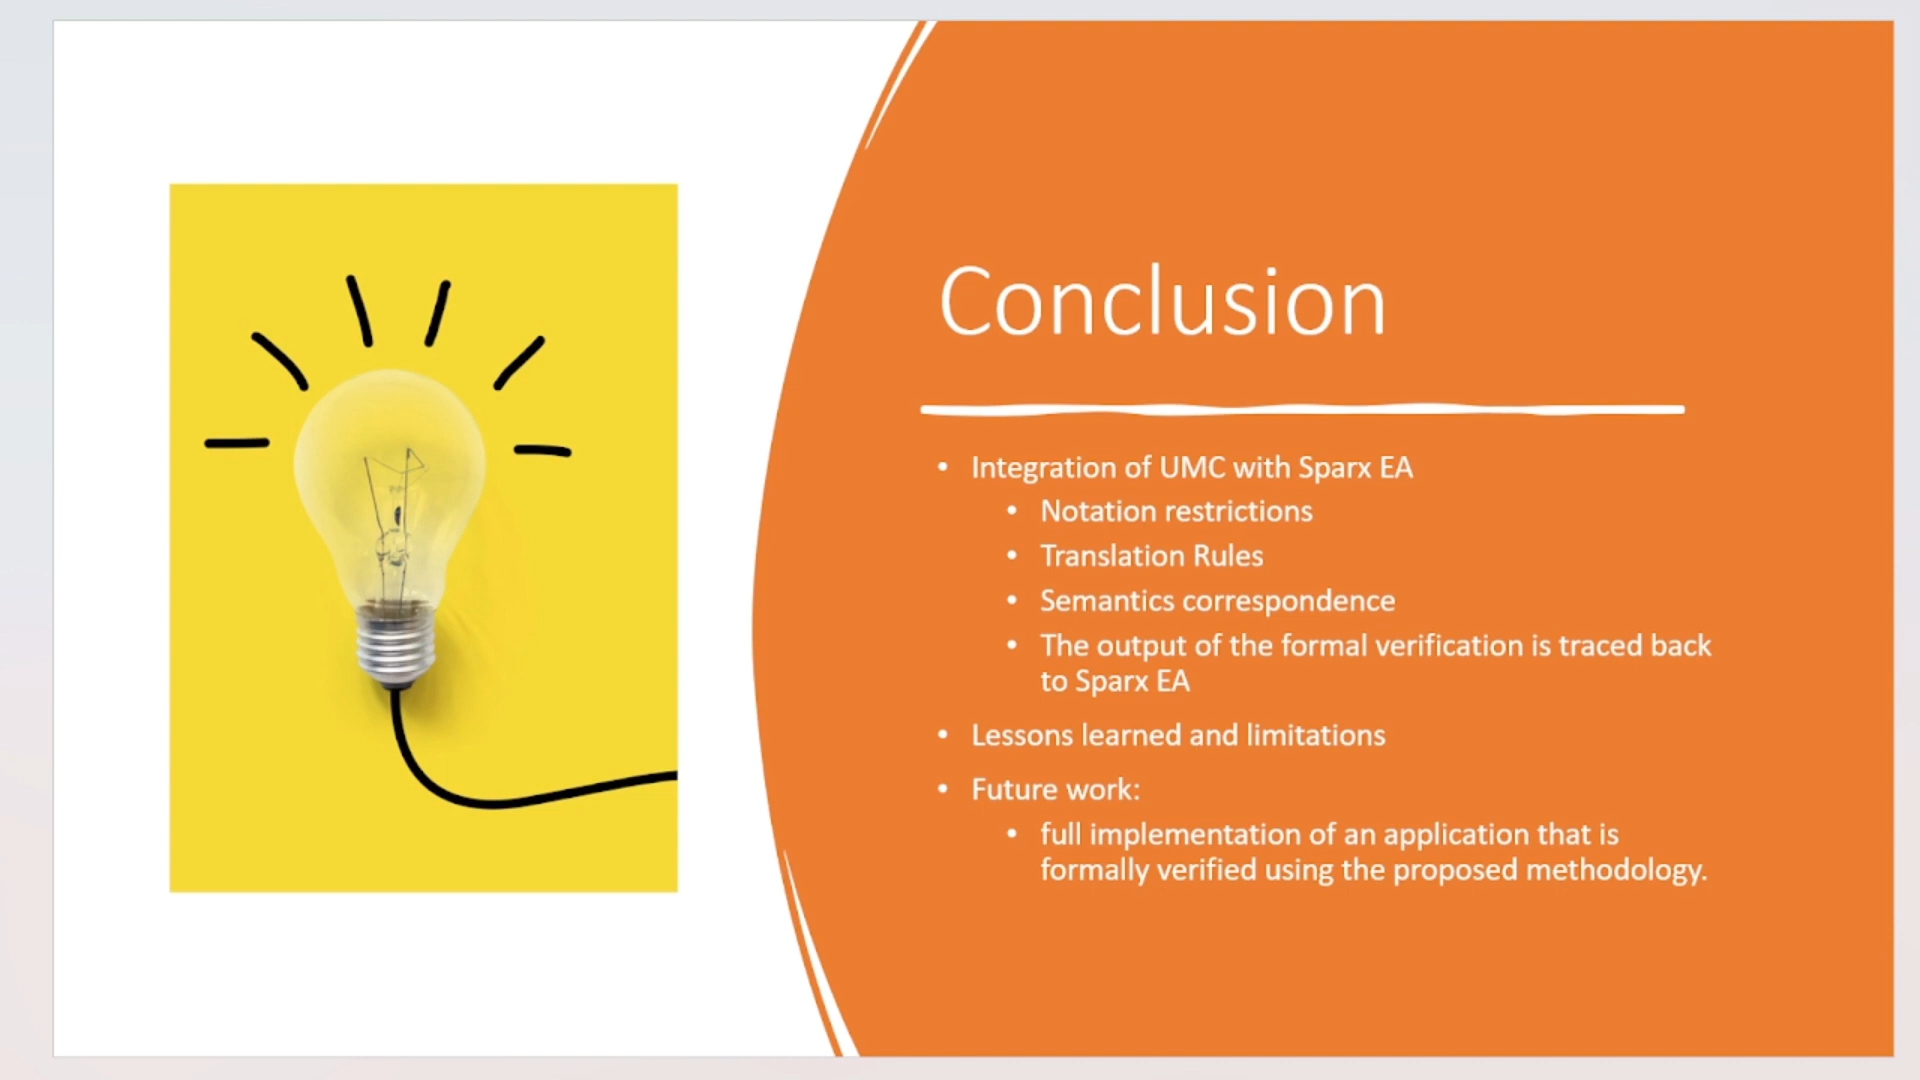 Conclusion
• Integration of UMC with Sparx EA
• Notation restrictions
• Translation Rules
• Semantics correspondence
• The output of the formal verification is traced back
to Sparx EA
• Lessons learned and limitations
• Future work:
• full implementation of an application that is
formally verified using the proposed methodology.